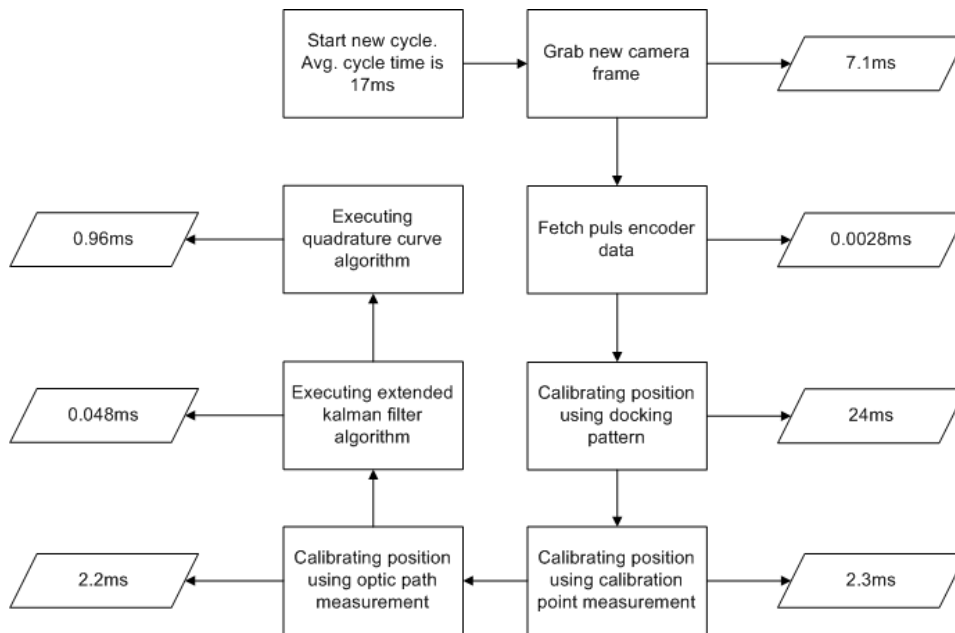 Start new cycle.
Avg. cycle time is
17ms
Grab new camera
frame
7.1ms
Fetch puls encoder
data
0.0028ms
Calibrating position
using docking
pattern
24ms
Calibrating position
using calibration
point measurement
2.3ms
Calibrating position
using optic path
measurement
2.2ms
Executing extended
kalman filter
algorithm
0.048ms
Executing
quadrature curve
algorithm
0.96ms